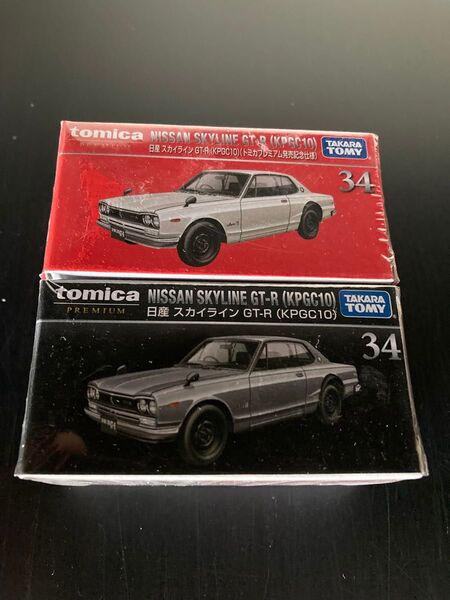 tomica
PREMIUM
NISSAN SKYLINE GT-R (KPGC10)
日産 スカイライン GT-R (KPGC10)(トミカプレミアム発売記念仕様)
TAKARA
TOMY
34
tomica
PREMIUM
NISSAN SKYLINE GT-R (KPGC10)
日産 スカイライン GT-R (KPGC10)
TAKARA
TOMY
34